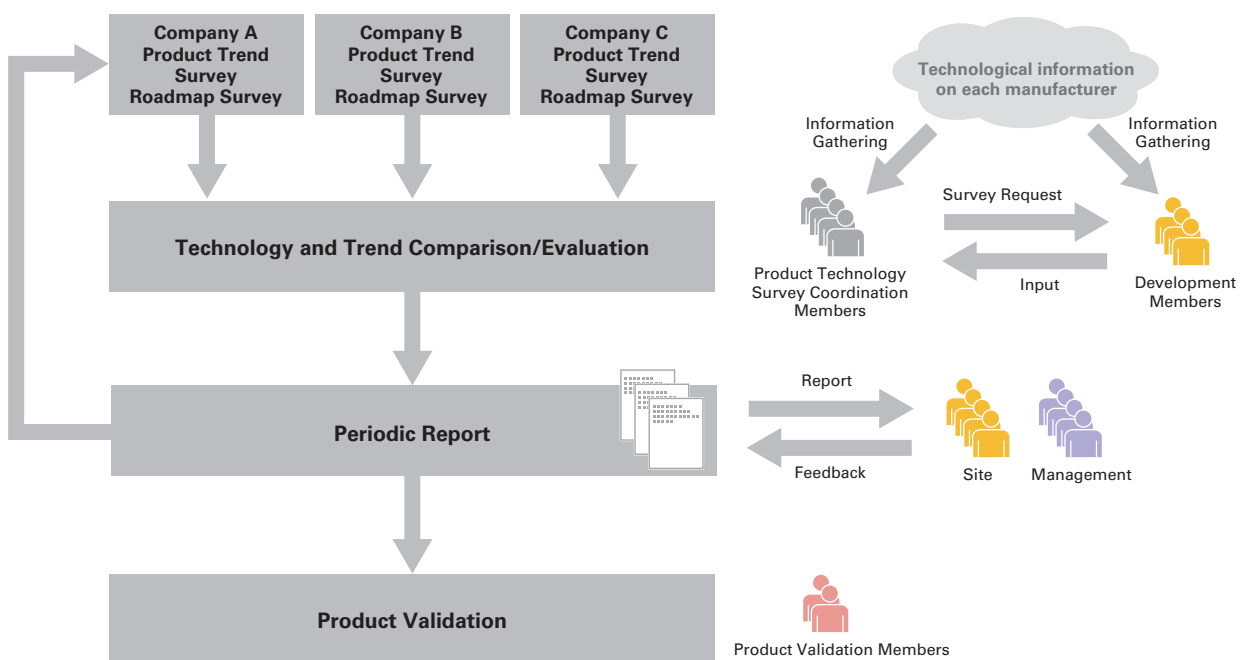 Company A
Product Trend
Survey
Roadmap Survey
Company B
Product Trend
Survey
Roadmap Survey
Company C
Product Trend
Survey
Roadmap Survey
Technological information
on each manufacturer
Information
Gathering
Information
Gathering
Survey Request
Input
Product Technology
Survey Coordination
Members
Development
Members
Technology and Trend Comparison/Evaluation
Periodic Report
Report
Feedback
Site
Management
Product Validation
Product Validation Members